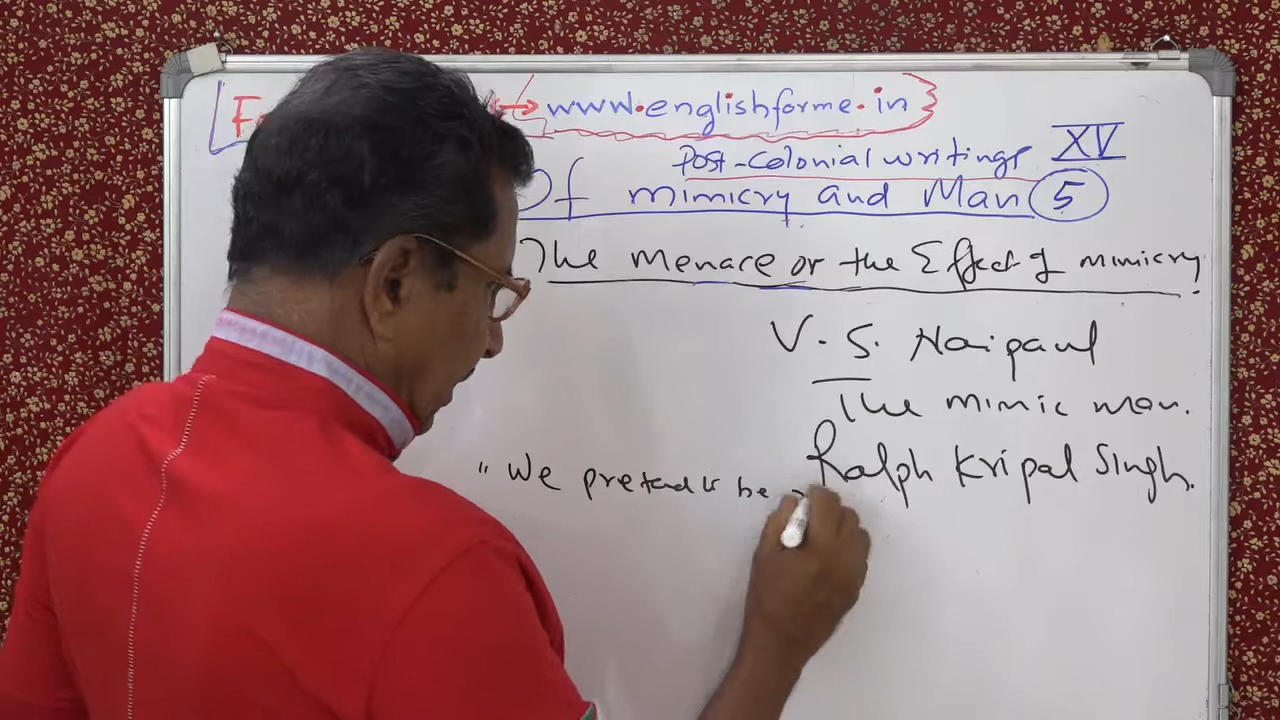 www.englishforme.in
Post-Colonial writings XV
Of mimicry and Man 5
The Menace or the Effect of mimicry
V. S. Naipaul
The mimic man.
Ralph Kripal Singh.
"We pretend to be